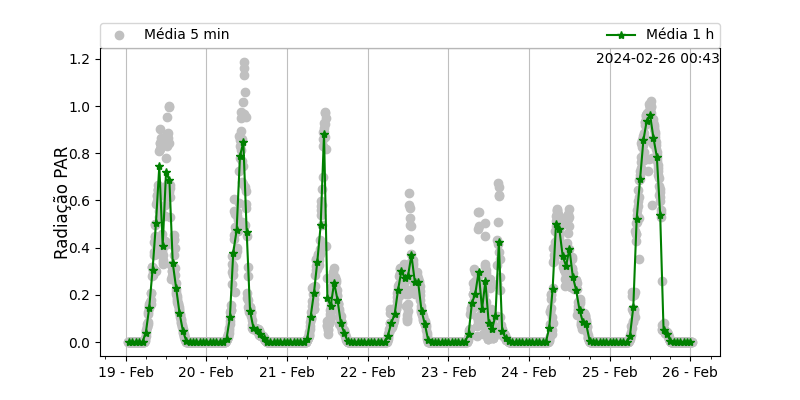 Média 5 min
Média 1 h
2024-02-26 00:43
Radiação PAR
1.2
1.0
0.8
0.6
0.4
0.2
0.0
19 - Feb
20 - Feb
21 - Feb
22 - Feb
23 - Feb
24 - Feb
25 - Feb
26 - Feb